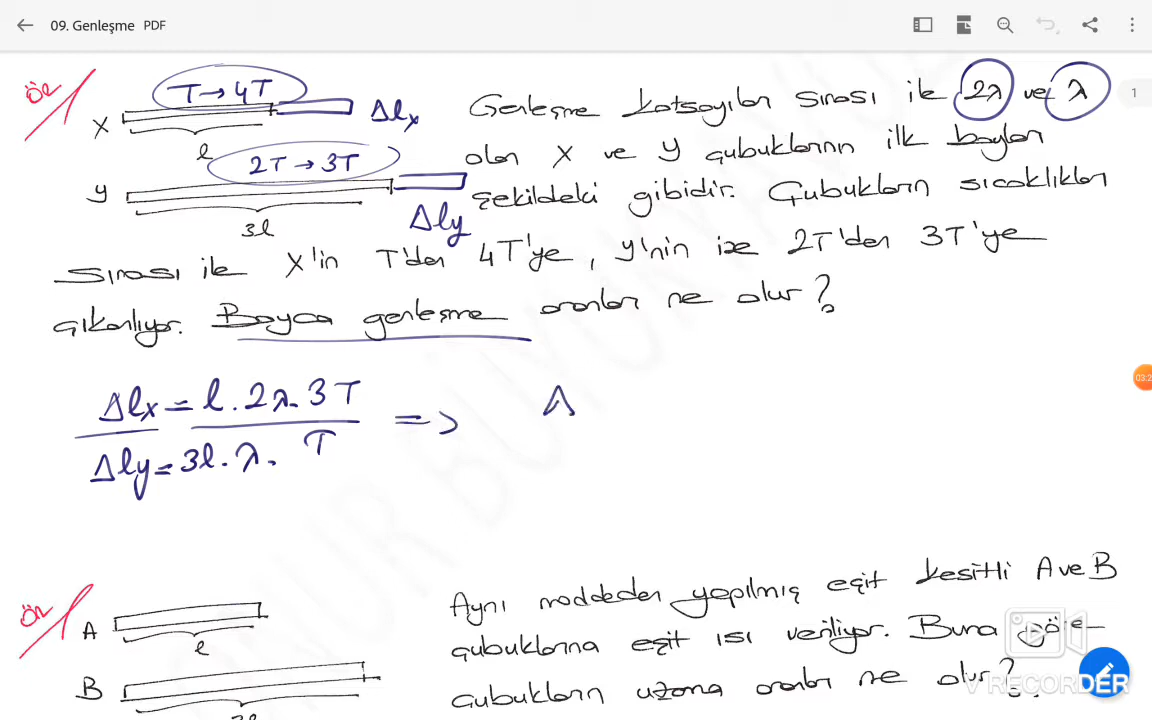 09. Genleşme PDF
1
Ör/
T→4T
X
Δlx
l
Genleşme katsayıları sırası ile 2λ ve λ
2T→3T
olan X ve Y çubuklarının ilk boyları
Y
3l
Δly
şekildeki gibidir. Çubukların sıcaklıkları
sırası ile X'in T'den 4T'ye, Y'nin ise 2T'den 3T'ye
çıkarılıyor. Boyca genleşme oranları ne olur?
03:2
Δlx = l . 2λ . 3T
=>
Δ
Δly = 3l . λ . T
Ör/
A
l
B
Aynı maddeden yapılmış eşit kesitli A ve B
çubuklarına eşit ısı veriliyor. Buna göre
çubukların uzama oranları ne olur?
V RECORDER